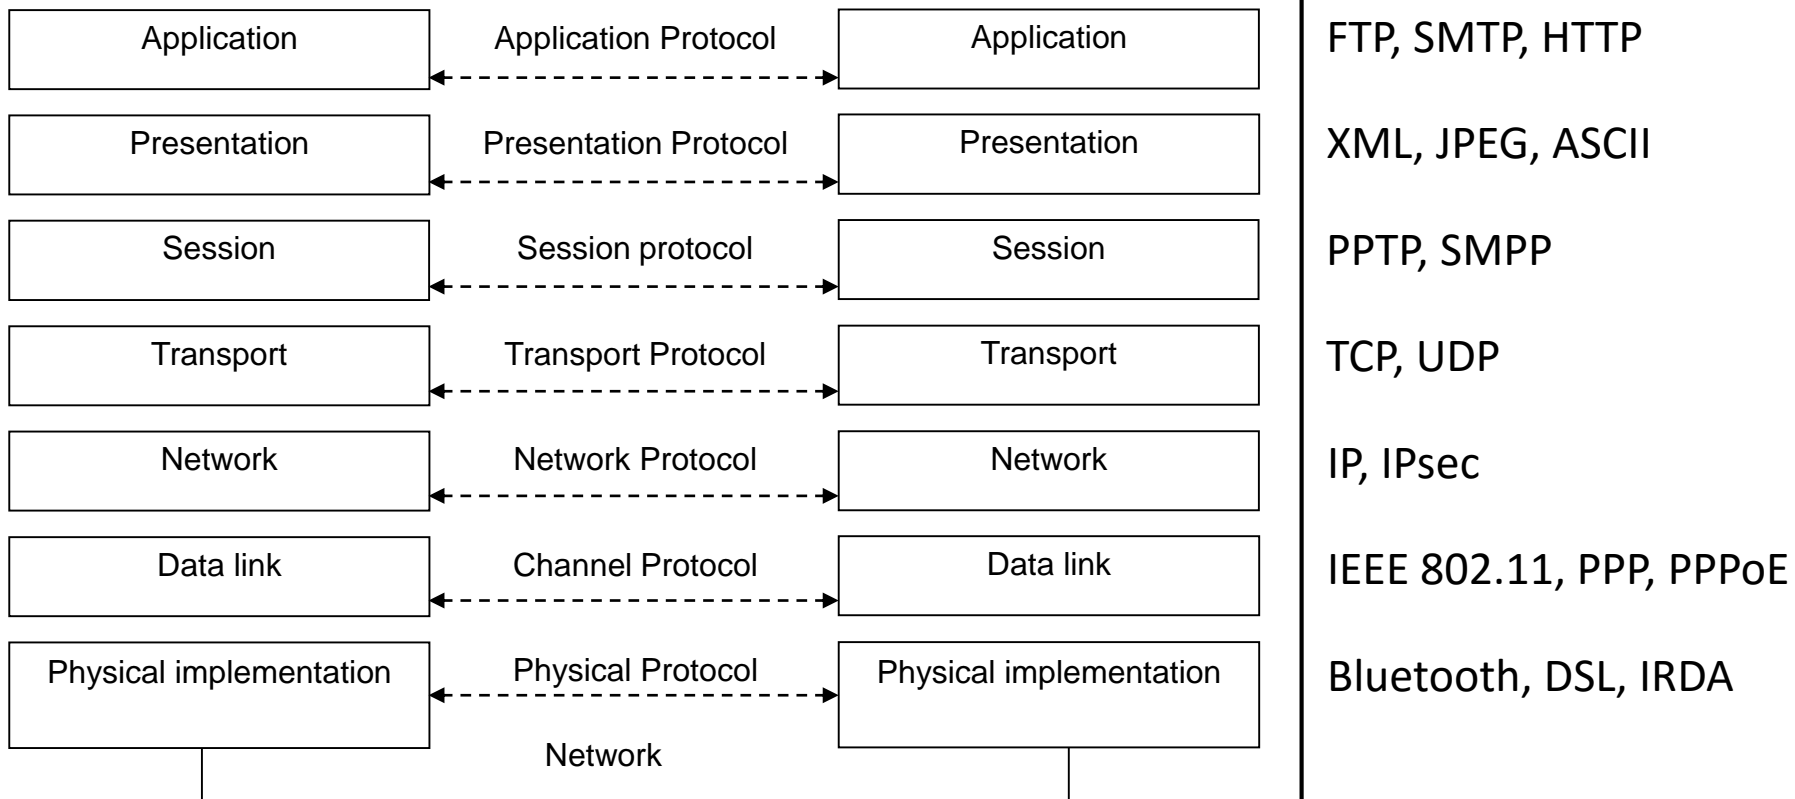 Application Application Protocol Application FTP, SMTP, HTTP
Presentation Presentation Protocol Presentation XML, JPEG, ASCII
Session Session protocol Session PPTP, SMPP
Transport Transport Protocol Transport TCP, UDP
Network Network Protocol Network IP, IPsec
Data link Channel Protocol Data link IEEE 802.11, PPP, PPPoE
Physical implementation Physical Protocol Physical implementation Bluetooth, DSL, IRDA
Network